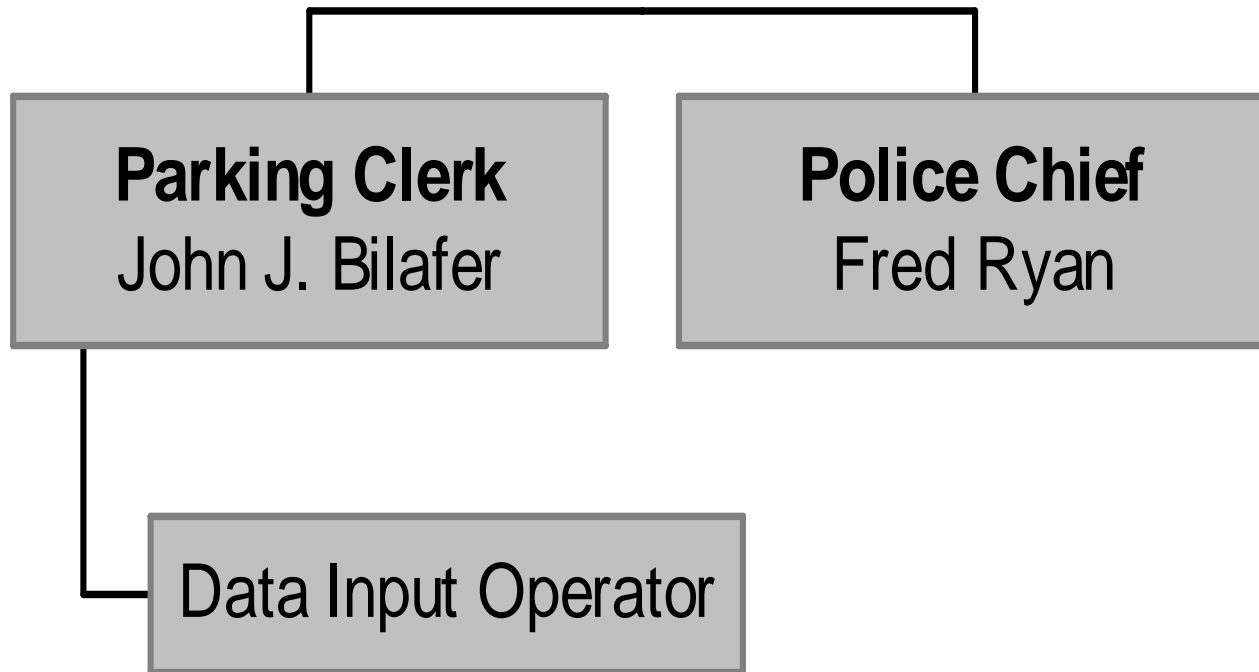 Parking Clerk
John J. Bilafer
Police Chief
Fred Ryan
Data Input Operator